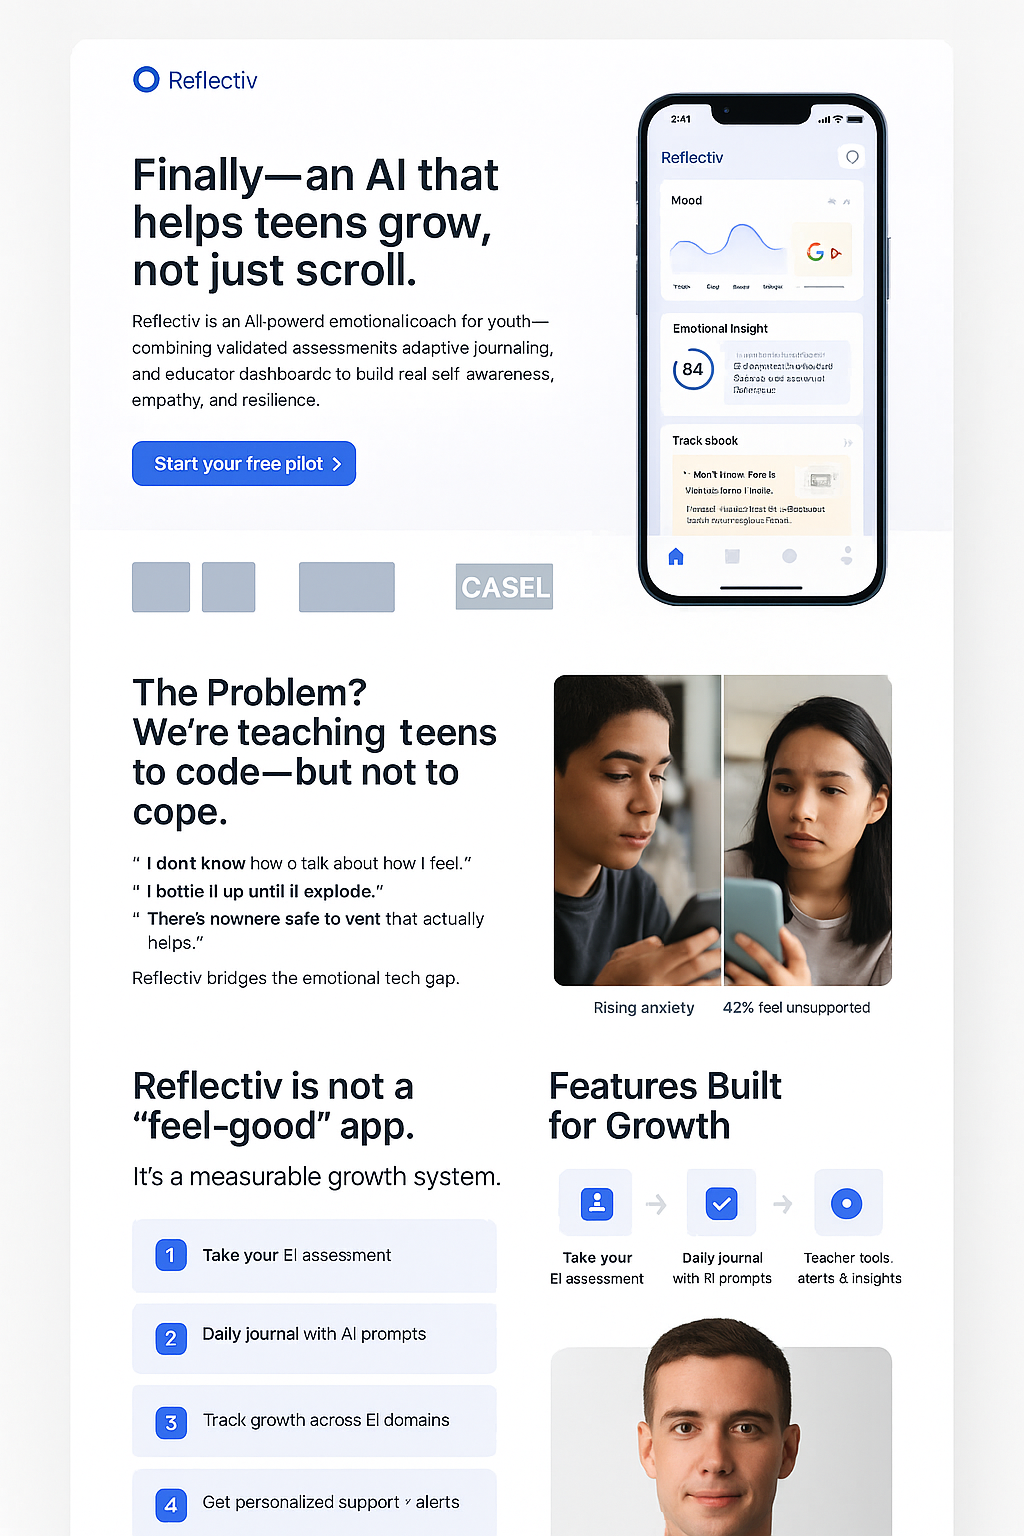 Reflectiv
Finally—an AI that
helps teens grow,
not just scroll.
Reflectiv is an All-powerd emotionalicoach for youth—
combining validated assessmenits adaptive journaling,
and educator dashboardc to build real self awareness,
empathy, and resilience.
Start your free pilot
2:41
Reflectiv
Mood
G
Emotional Insight
84
Track sbook
CASEL
The Problem?
We’re teaching teens
to code—but not to
cope.
“ I dont know how o talk about how I feel.”
“ I bottie il up until il explode.”
“ There’s nownere safe to vent that actually
helps.”
Reflectiv bridges the emotional tech gap.
Rising anxiety
42% feel unsupported
Reflectiv is not a
“feel-good” app.
It’s a measurable growth system.
1 Take your El assessment
2 Daily journal with AI prompts
3 Track growth across El domains
4 Get personalized support alerts
Features Built
for Growth
Take your
El assessment
Daily journal
with RI prompts
Teacher tools.
aterts & insights